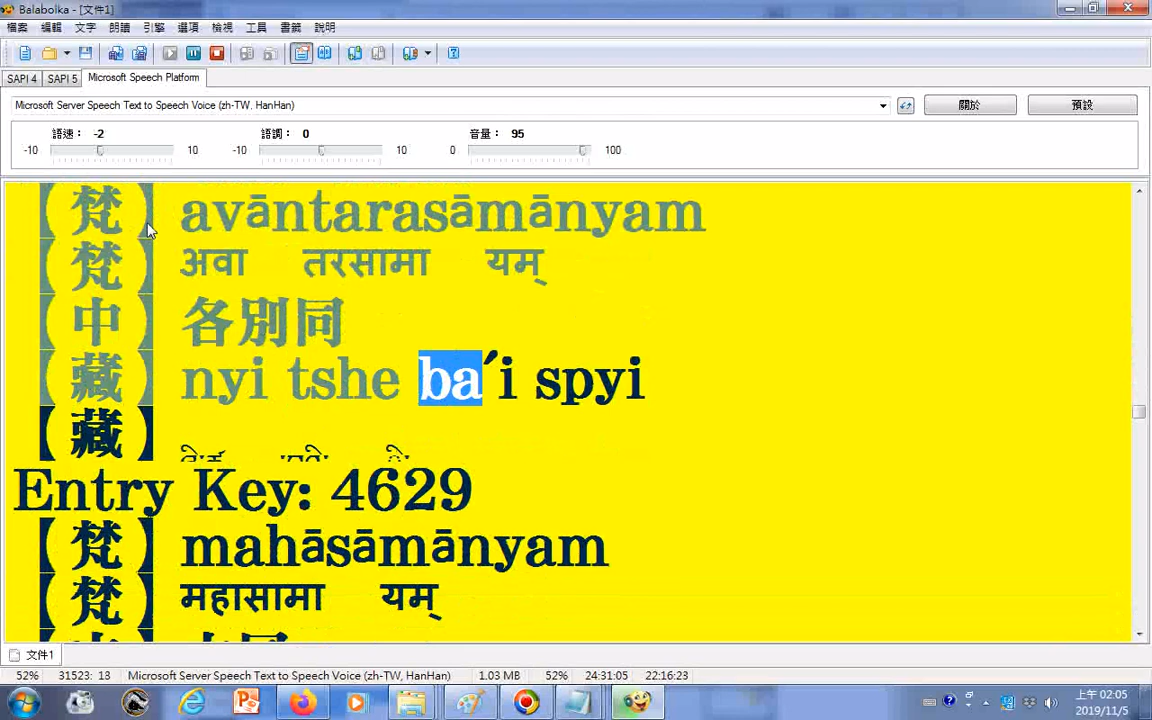 Balabolka - [文件1]
檔案 編輯 文字 朗讀 引擎 選項 檢視 工具 書籤 說明
SAPI 4 SAPI 5 Microsoft Speech Platform
Microsoft Server Speech Text to Speech Voice (zh-TW, HanHan) 關於 預設
語速： -2 語調： 0 音量： 95
-10 10 -10 10 0 100
【梵】 avāntarasāmānyam
【梵】 अवा तरसामा यम्
【中】 各別同
【藏】 nyi tshe ba´i spyi
【藏】
Entry Key: 4629
【梵】 mahāsāmānyam
【梵】 महासामा यम्
文件1
52% 31523: 13 Microsoft Server Speech Text to Speech Voice (zh-TW, HanHan) 1.03 MB 52% 24:31:05 22:16:23
上午 02:05
2019/11/5